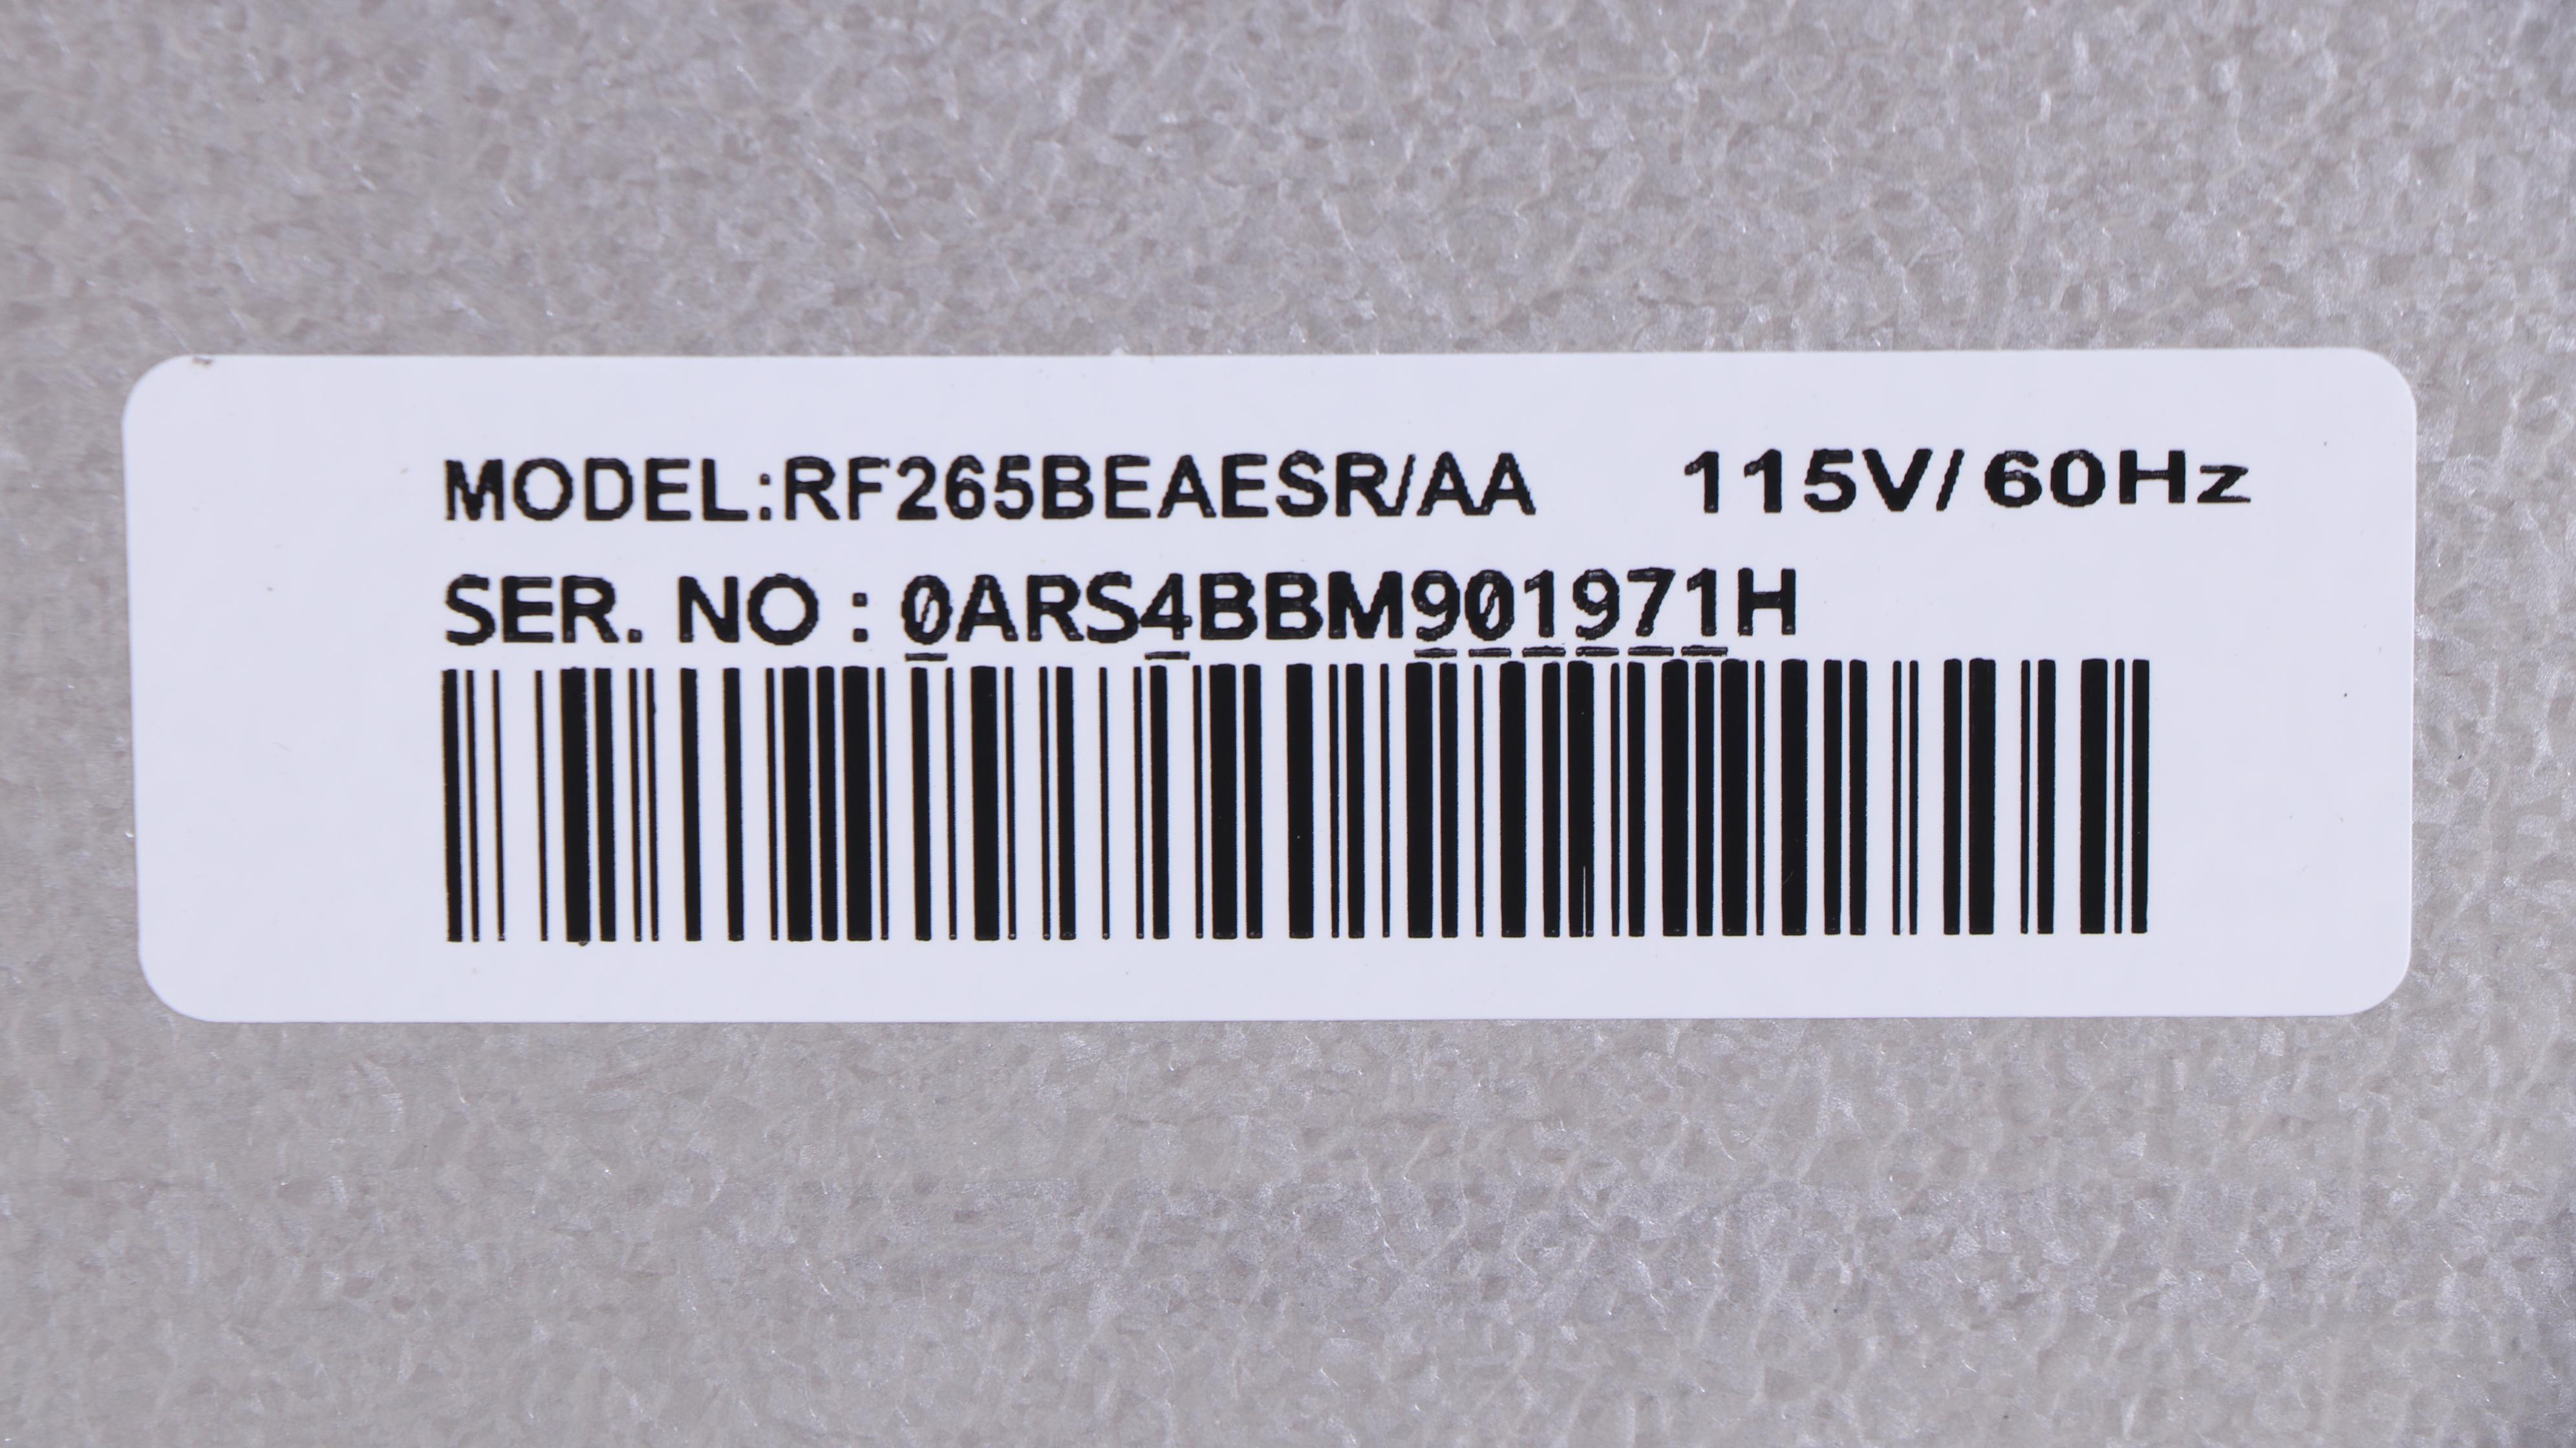 MODEL:RF265BEAESR/AA 115V/60Hz
SER. NO : 0ARS4BBM901971H